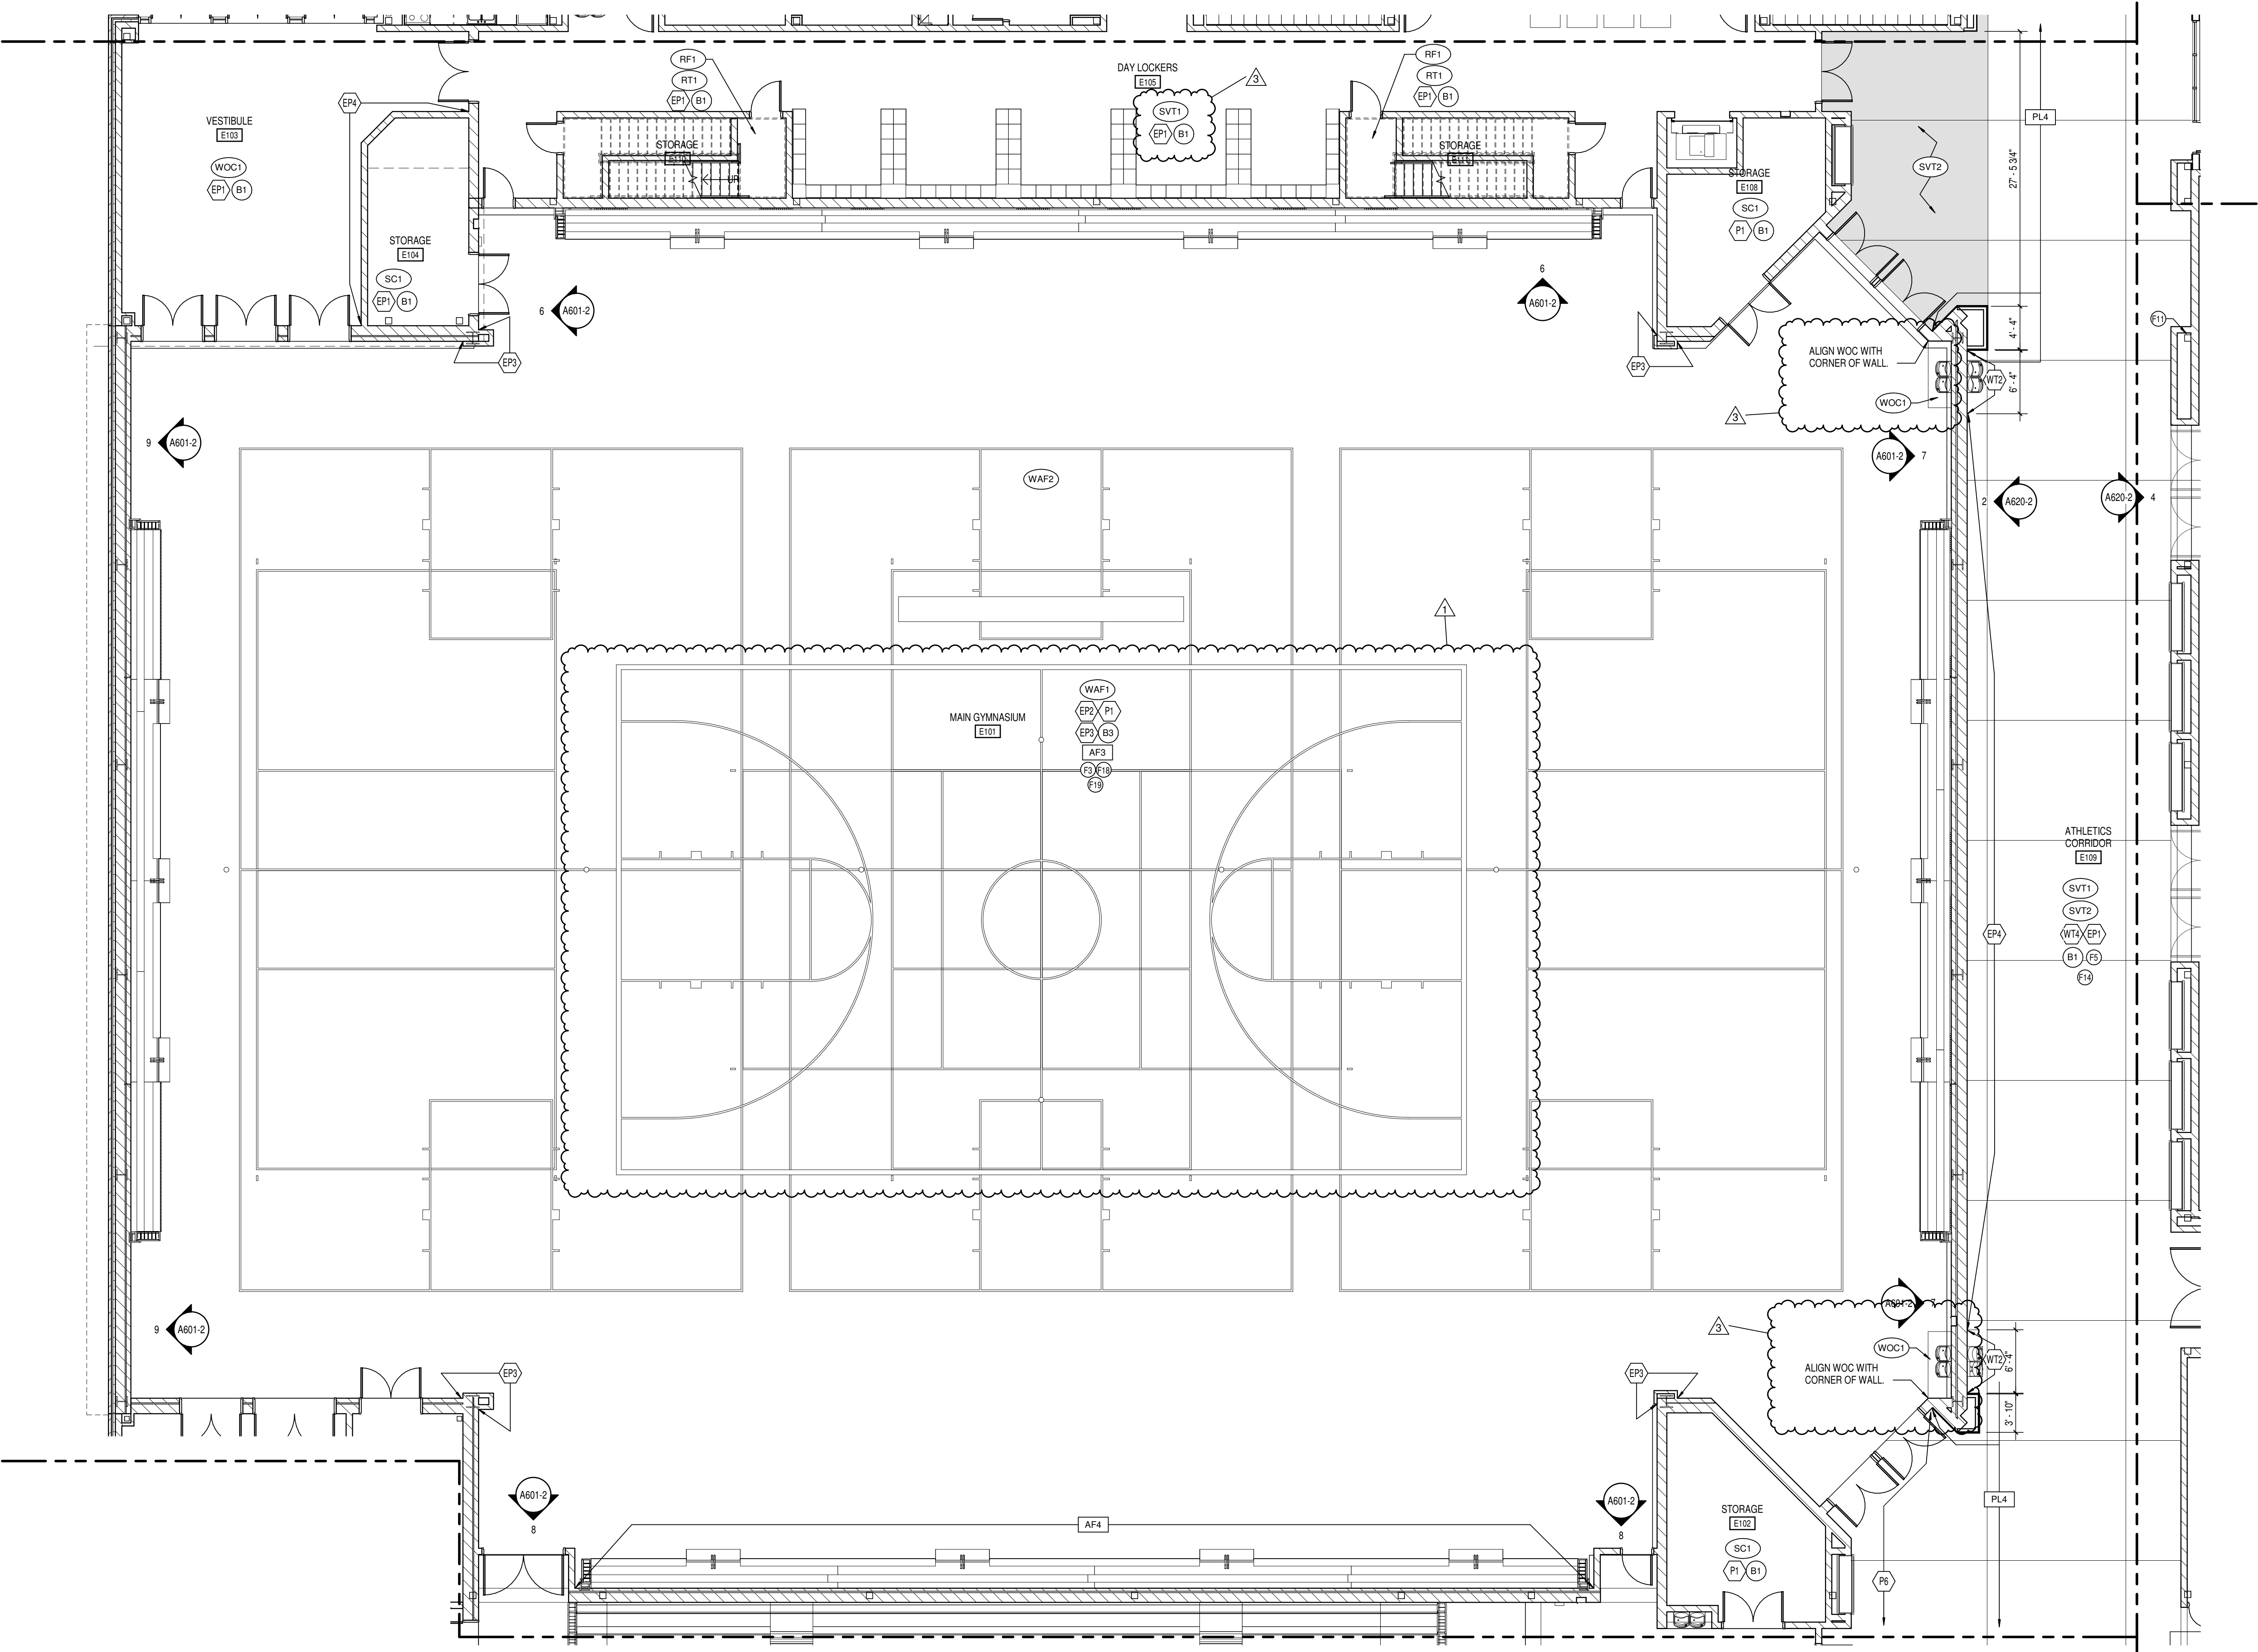 RF1
RT1
EP1 B1
DAY LOCKERS
E105
3
SVT1
EP1 B1
RF1
RT1
EP1 B1
EP4
VESTIBULE
E103
WOC1
EP1 B1
STORAGE
UP
STORAGE
STORAGE
E108
SC1
P1 B1
SVT2
PL4
27' - 5 3/4"
STORAGE
E104
SC1
EP1 B1
6
A601-2
6
A601-2
EP3
EP3
4' - 4"
F11
ALIGN WOC WITH
CORNER OF WALL.
WOC1
WT2
6' - 4"
3
9
A601-2
A601-2
7
WAF2
2
A620-2
A620-2
4
1
MAIN GYMNASIUM
E101
WAF1
EP2 P1
EP3 B3
AF3
F3 F18
F19
ATHLETICS
CORRIDOR
E109
SVT1
SVT2
WT4 EP1
B1 F5
F14
EP4
9
A601-2
A601-2
7
3
WOC1
ALIGN WOC WITH
CORNER OF WALL.
WT2
6' - 4"
3' - 10"
EP3
EP3
A601-2
8
A601-2
8
AF4
STORAGE
E102
SC1
P1 B1
PL4
P6